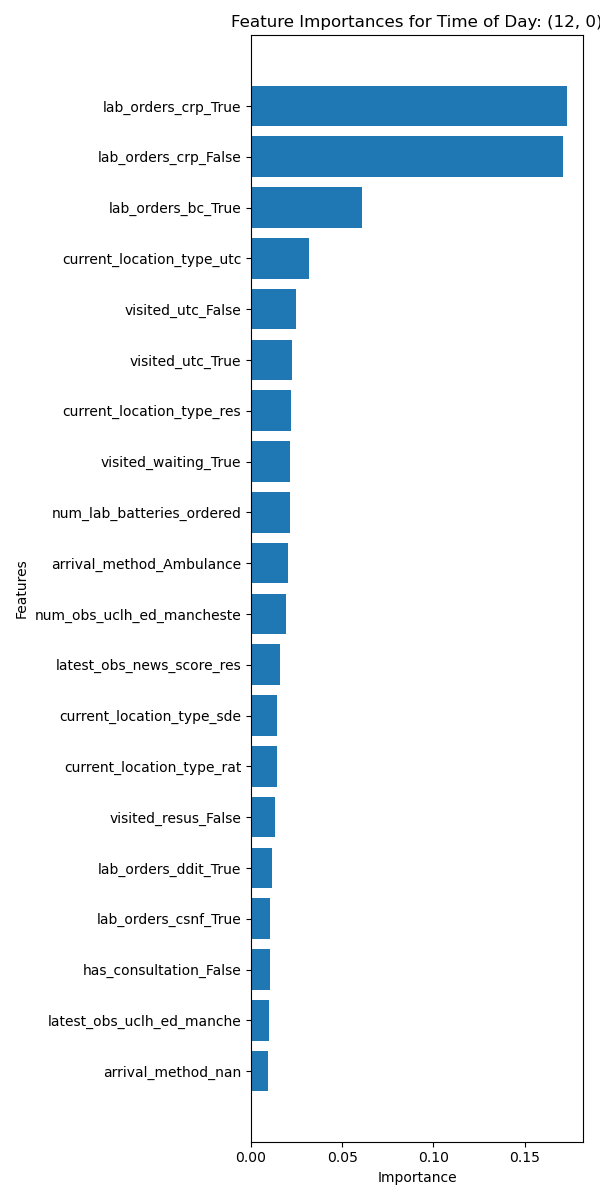 Feature Importances for Time of Day: (12, 0)
lab_orders_crp_True
lab_orders_crp_False
lab_orders_bc_True
current_location_type_utc
visited_utc_False
visited_utc_True
current_location_type_res
visited_waiting_True
num_lab_batteries_ordered
arrival_method_Ambulance
num_obs_uclh_ed_mancheste
latest_obs_news_score_res
current_location_type_sde
current_location_type_rat
visited_resus_False
lab_orders_ddit_True
lab_orders_csnf_True
has_consultation_False
latest_obs_uclh_ed_manche
arrival_method_nan
Features
0.00 0.05 0.10 0.15
Importance